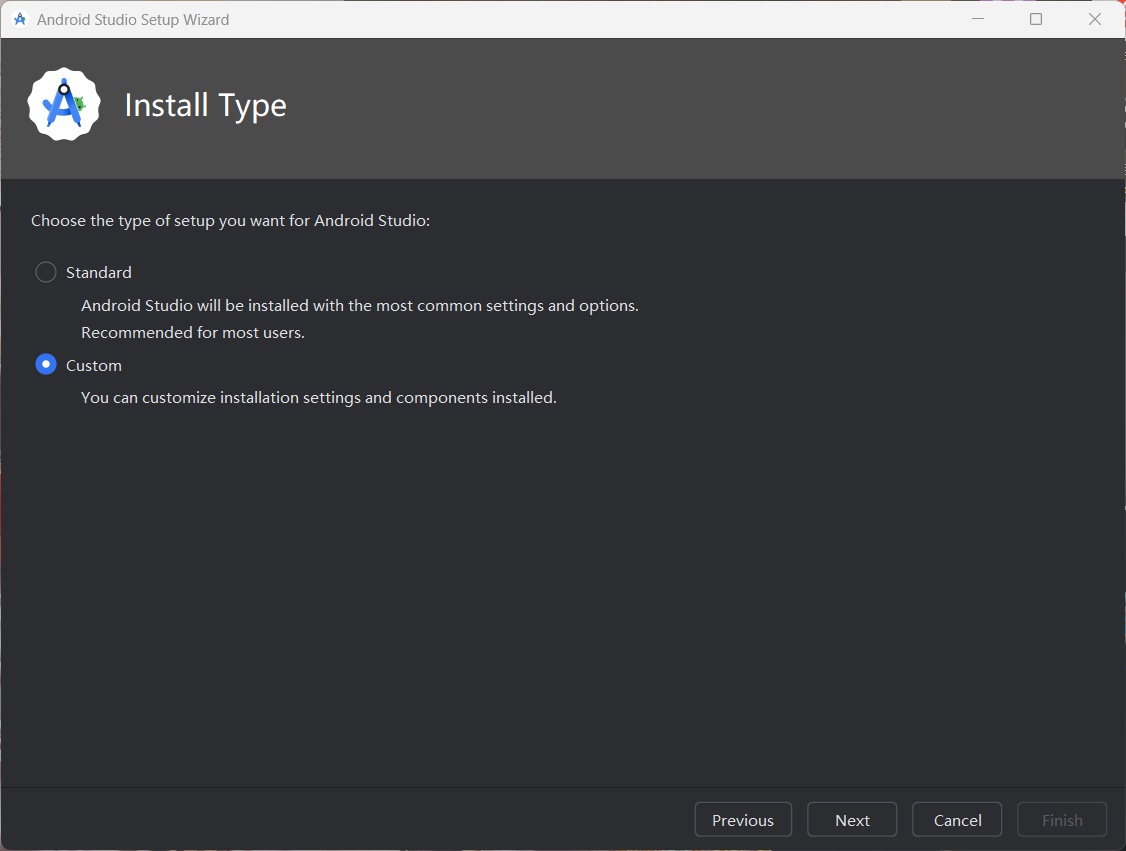 Android Studio Setup Wizard
Install Type
Choose the type of setup you want for Android Studio:
Standard
Android Studio will be installed with the most common settings and options.
Recommended for most users.
Custom
You can customize installation settings and components installed.
Previous
Next
Cancel
Finish